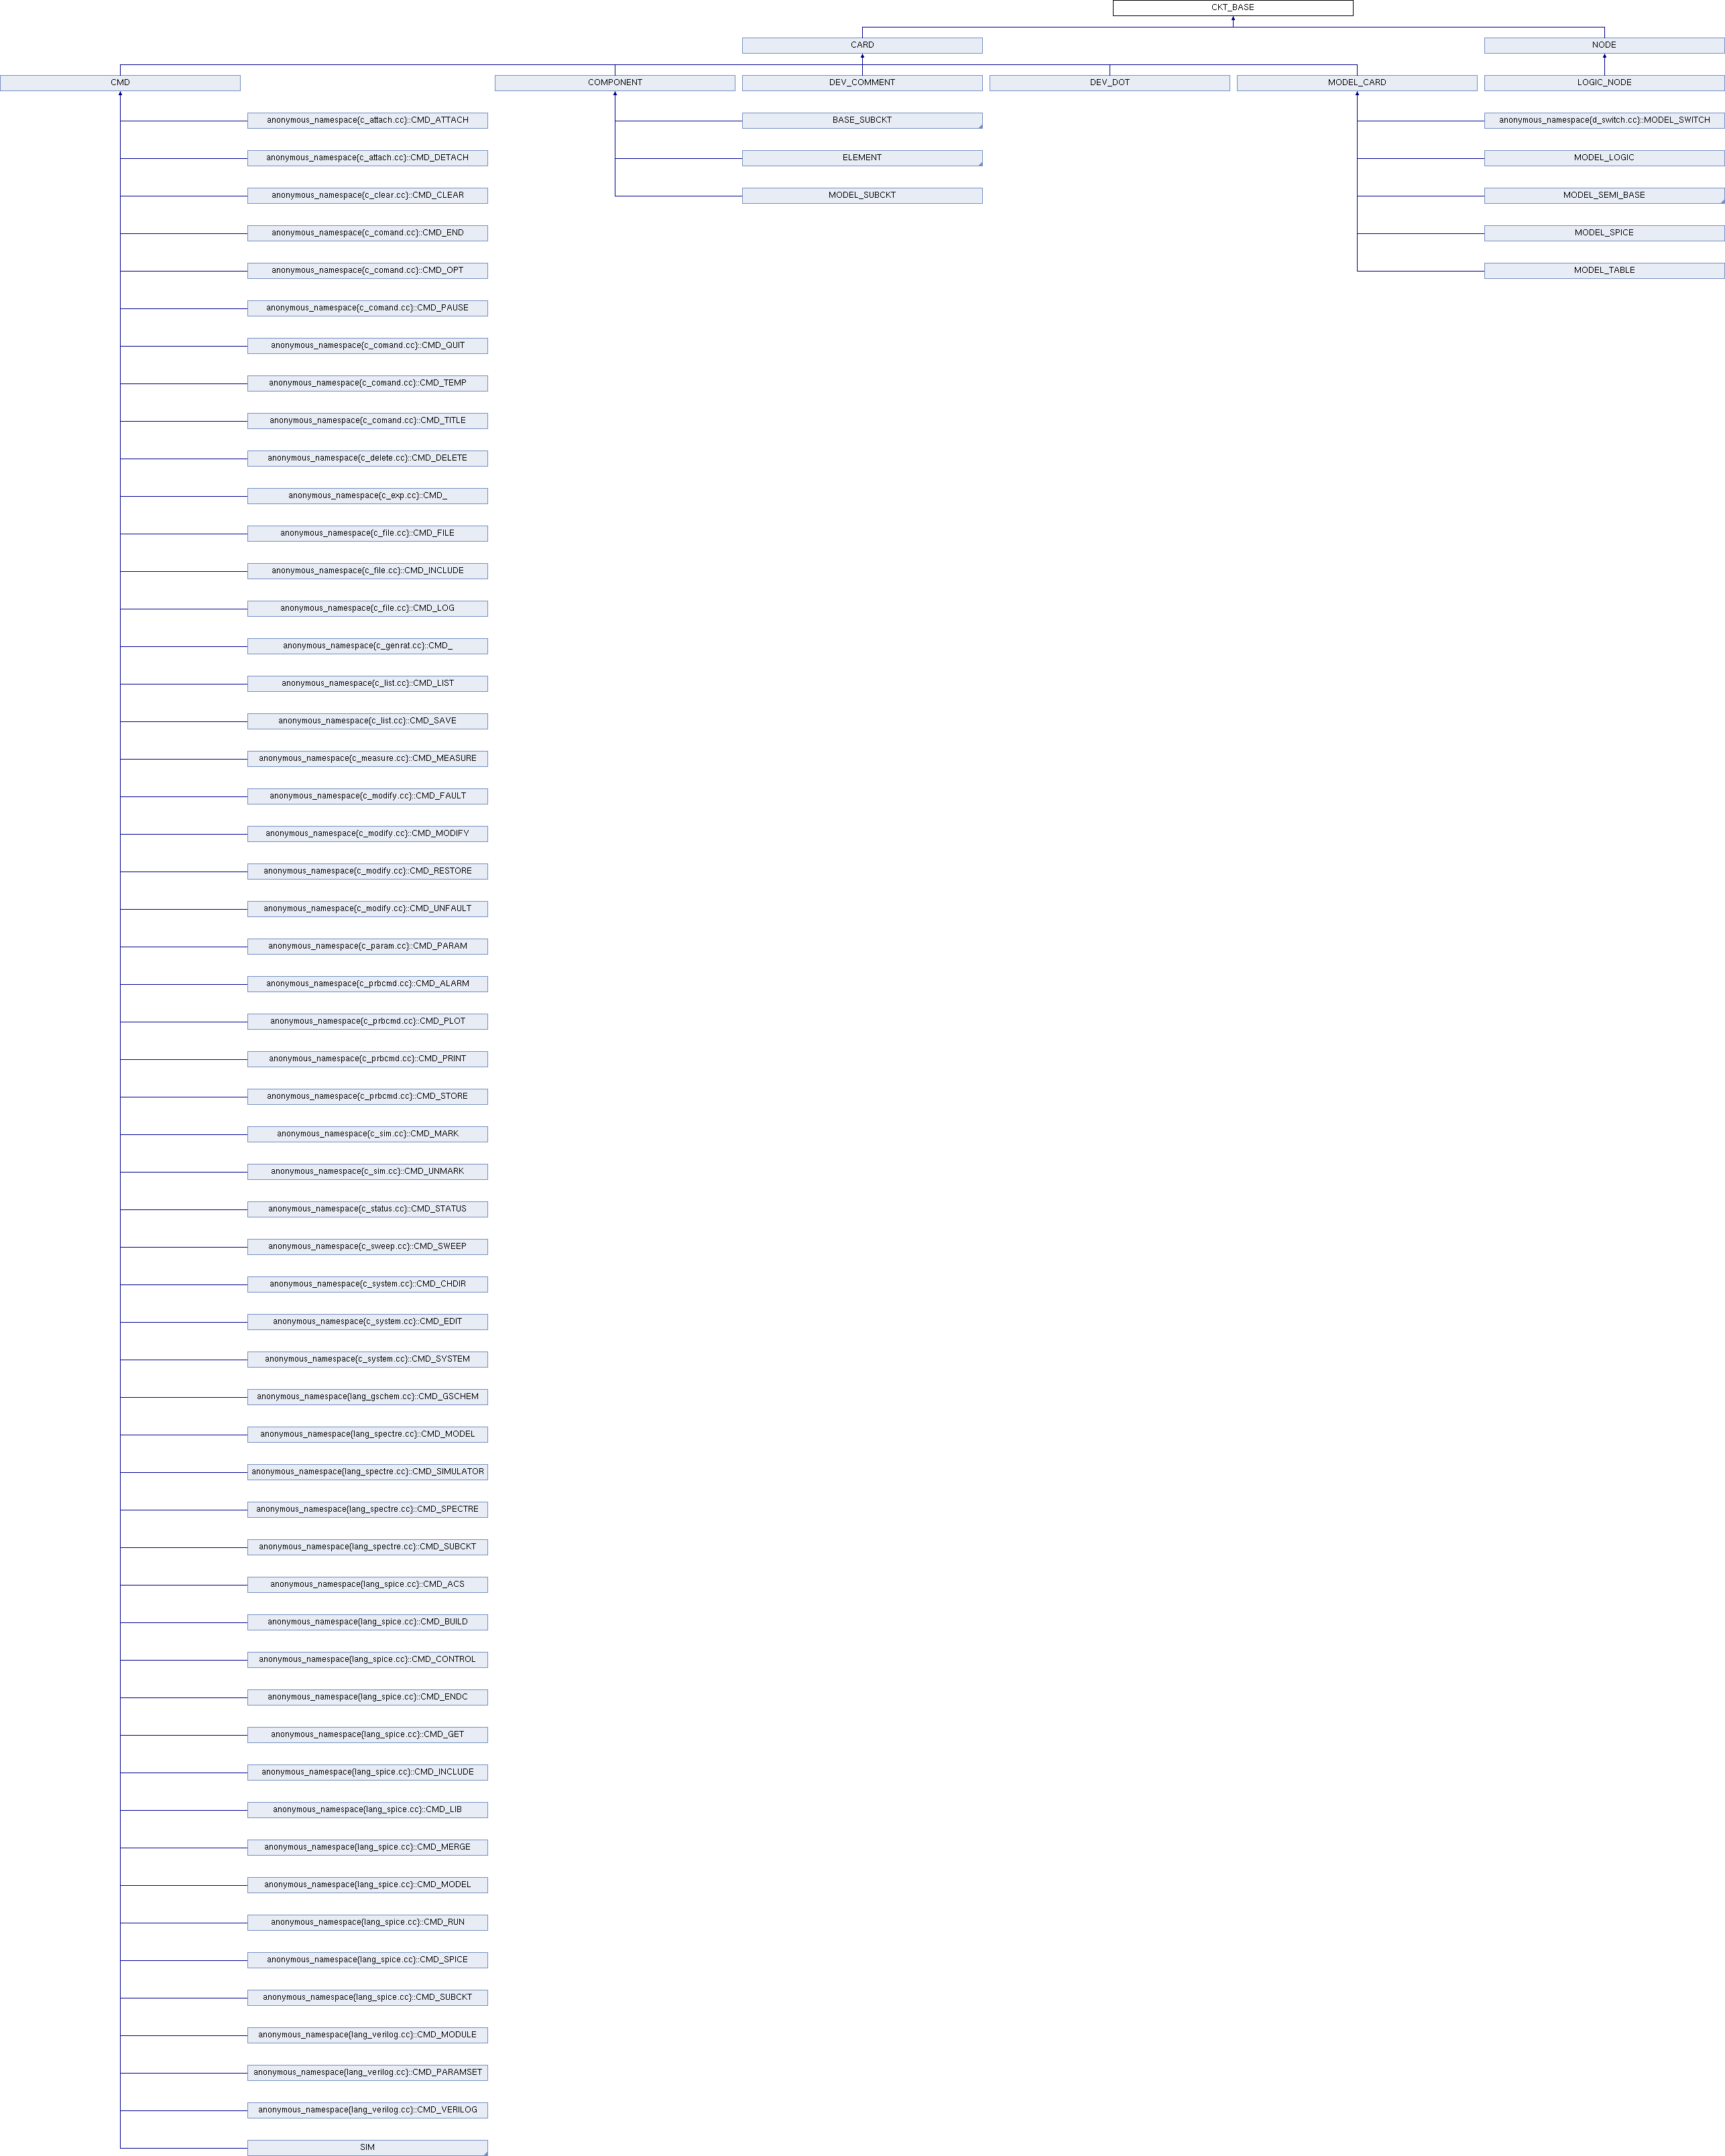 CKT_BASE
CARD
NODE
CMD
COMPONENT
DEV_COMMENT
DEV_DOT
MODEL_CARD
LOGIC_NODE
anonymous_namespace{c_attach.cc}::CMD_ATTACH
BASE_SUBCKT
anonymous_namespace{d_switch.cc}::MODEL_SWITCH
anonymous_namespace{c_attach.cc}::CMD_DETACH
ELEMENT
MODEL_LOGIC
anonymous_namespace{c_clear.cc}::CMD_CLEAR
MODEL_SUBCKT
MODEL_SEMI_BASE
anonymous_namespace{c_comand.cc}::CMD_END
MODEL_SPICE
anonymous_namespace{c_comand.cc}::CMD_OPT
MODEL_TABLE
anonymous_namespace{c_comand.cc}::CMD_PAUSE
anonymous_namespace{c_comand.cc}::CMD_QUIT
anonymous_namespace{c_comand.cc}::CMD_TEMP
anonymous_namespace{c_comand.cc}::CMD_TITLE
anonymous_namespace{c_delete.cc}::CMD_DELETE
anonymous_namespace{c_exp.cc}::CMD_
anonymous_namespace{c_file.cc}::CMD_FILE
anonymous_namespace{c_file.cc}::CMD_INCLUDE
anonymous_namespace{c_file.cc}::CMD_LOG
anonymous_namespace{c_genrat.cc}::CMD_
anonymous_namespace{c_list.cc}::CMD_LIST
anonymous_namespace{c_list.cc}::CMD_SAVE
anonymous_namespace{c_measure.cc}::CMD_MEASURE
anonymous_namespace{c_modify.cc}::CMD_FAULT
anonymous_namespace{c_modify.cc}::CMD_MODIFY
anonymous_namespace{c_modify.cc}::CMD_RESTORE
anonymous_namespace{c_modify.cc}::CMD_UNFAULT
anonymous_namespace{c_param.cc}::CMD_PARAM
anonymous_namespace{c_prbcmd.cc}::CMD_ALARM
anonymous_namespace{c_prbcmd.cc}::CMD_PLOT
anonymous_namespace{c_prbcmd.cc}::CMD_PRINT
anonymous_namespace{c_prbcmd.cc}::CMD_STORE
anonymous_namespace{c_sim.cc}::CMD_MARK
anonymous_namespace{c_sim.cc}::CMD_UNMARK
anonymous_namespace{c_status.cc}::CMD_STATUS
anonymous_namespace{c_sweep.cc}::CMD_SWEEP
anonymous_namespace{c_system.cc}::CMD_CHDIR
anonymous_namespace{c_system.cc}::CMD_EDIT
anonymous_namespace{c_system.cc}::CMD_SYSTEM
anonymous_namespace{lang_gschem.cc}::CMD_GSCHEM
anonymous_namespace{lang_spectre.cc}::CMD_MODEL
anonymous_namespace{lang_spectre.cc}::CMD_SIMULATOR
anonymous_namespace{lang_spectre.cc}::CMD_SPECTRE
anonymous_namespace{lang_spectre.cc}::CMD_SUBCKT
anonymous_namespace{lang_spice.cc}::CMD_ACS
anonymous_namespace{lang_spice.cc}::CMD_BUILD
anonymous_namespace{lang_spice.cc}::CMD_CONTROL
anonymous_namespace{lang_spice.cc}::CMD_ENDC
anonymous_namespace{lang_spice.cc}::CMD_GET
anonymous_namespace{lang_spice.cc}::CMD_INCLUDE
anonymous_namespace{lang_spice.cc}::CMD_LIB
anonymous_namespace{lang_spice.cc}::CMD_MERGE
anonymous_namespace{lang_spice.cc}::CMD_MODEL
anonymous_namespace{lang_spice.cc}::CMD_RUN
anonymous_namespace{lang_spice.cc}::CMD_SPICE
anonymous_namespace{lang_spice.cc}::CMD_SUBCKT
anonymous_namespace{lang_verilog.cc}::CMD_MODULE
anonymous_namespace{lang_verilog.cc}::CMD_PARAMSET
anonymous_namespace{lang_verilog.cc}::CMD_VERILOG
SIM